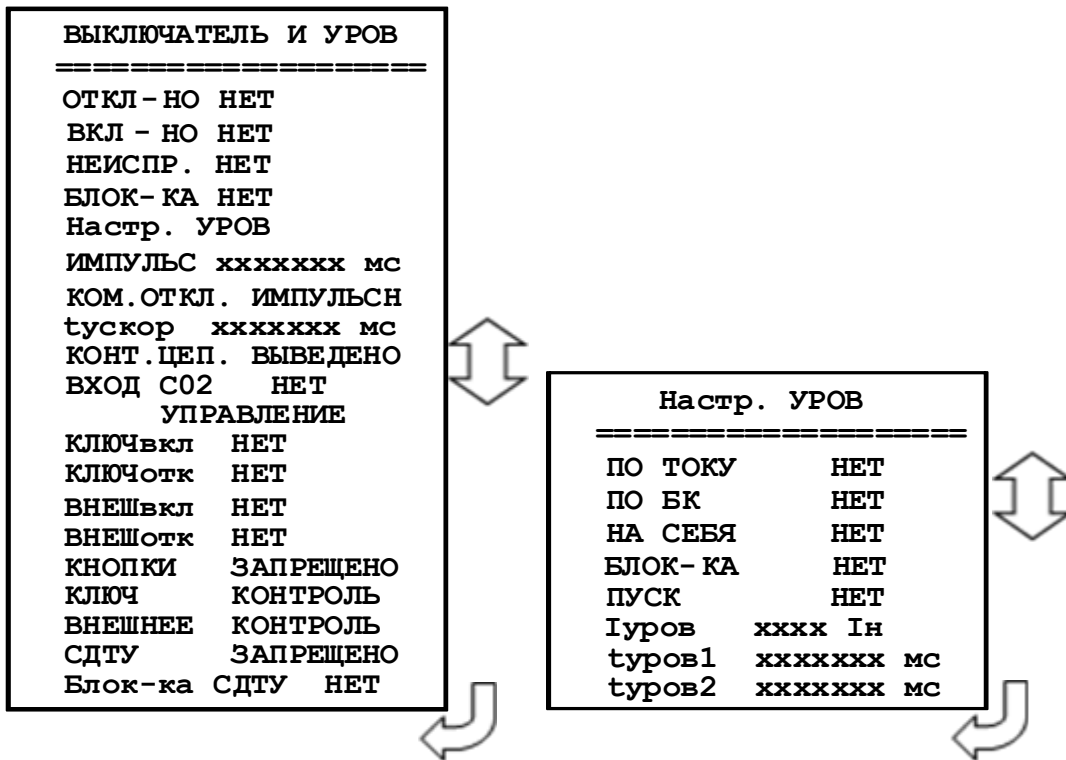 ВЫКЛЮЧАТЕЛЬ И УРОВ
====================
ОТКЛ-НО НЕТ
ВКЛ - НО НЕТ
НЕИСПР. НЕТ
БЛОК-КА НЕТ
Настр. УРОВ
ИМПУЛЬС xxxxxxx мс
КОМ.ОТКЛ. ИМПУЛЬСН
tускор xxxxxxx мс
КОНТ.ЦЕП. ВЫВЕДЕНО
ВХОД С02 НЕТ
УПРАВЛЕНИЕ
КЛЮЧвкл НЕТ
КЛЮЧотк НЕТ
ВНЕШвкл НЕТ
ВНЕШотк НЕТ
КНОПКИ ЗАПРЕЩЕНО
КЛЮЧ КОНТРОЛЬ
ВНЕШНЕЕ КОНТРОЛЬ
СДТУ ЗАПРЕЩЕНО
Блок-ка СДТУ НЕТ
Настр. УРОВ
====================
ПО ТОКУ НЕТ
ПО БК НЕТ
НА СЕБЯ НЕТ
БЛОК-КА НЕТ
ПУСК НЕТ
Iуров xxxx Iн
tуров1 xxxxxxx мс
tуров2 xxxxxxx мс